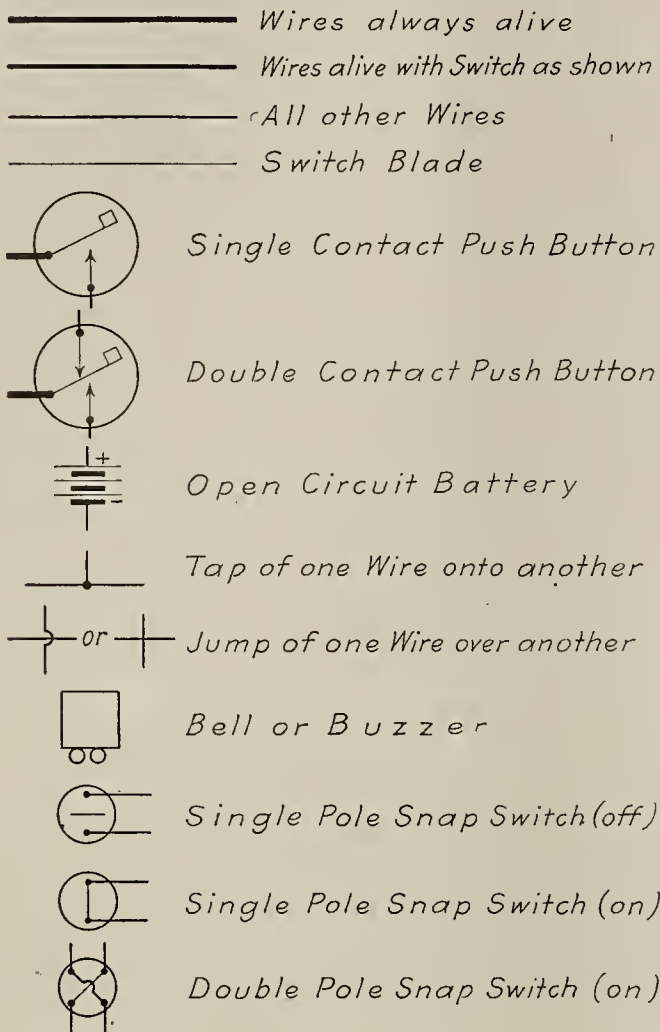 Wires always alive
Wires alive with Switch as shown
All other Wires
Switch Blade
Single Contact Push Button
Double Contact Push Button
+
-
Open Circuit Battery
Tap of one Wire onto another
or Jump of one Wire over another
Bell or Buzzer
Single Pole Snap Switch (off)
Single Pole Snap Switch (on)
Double Pole Snap Switch (on)